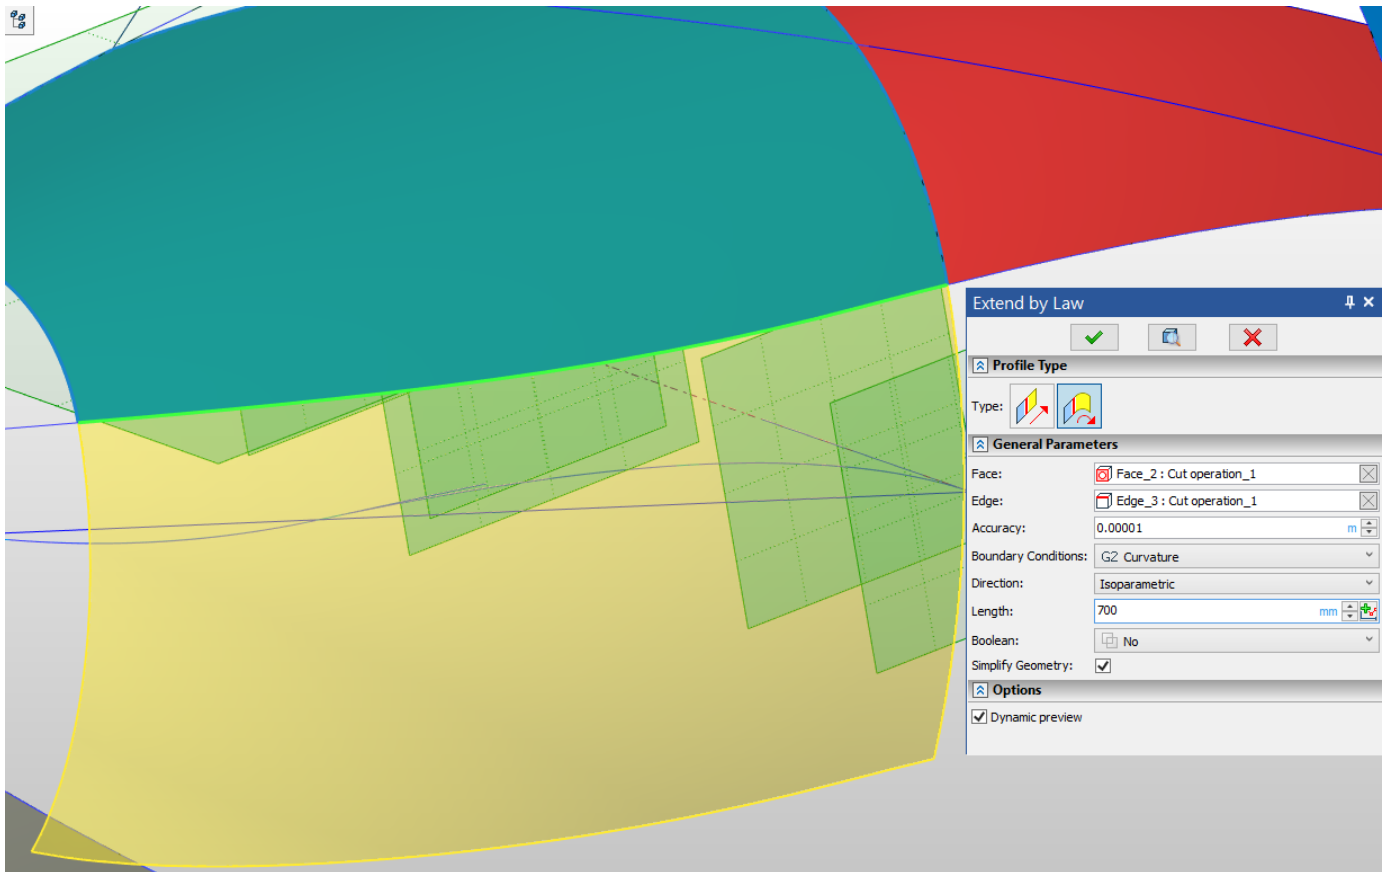 Extend by Law
Profile Type
Type:
General Parameters
Face: Face_2 : Cut operation_1
Edge: Edge_3 : Cut operation_1
Accuracy: 0.00001 m
Boundary Conditions: G2 Curvature
Direction: Isoparametric
Length: 700 mm
Boolean: No
Simplify Geometry:
Options
Dynamic preview